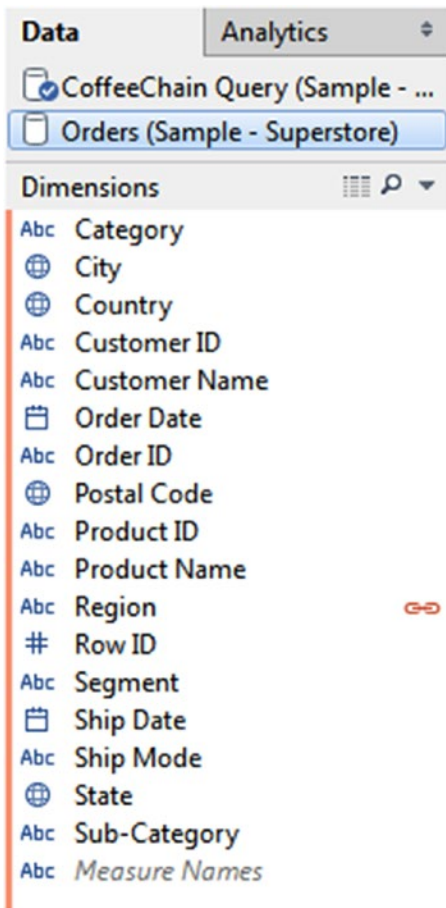 Data Analytics
CoffeeChain Query (Sample - ...
Orders (Sample - Superstore)
Dimensions
Abc Category
City
Country
Abc Customer ID
Abc Customer Name
Order Date
Abc Order ID
Postal Code
Abc Product ID
Abc Product Name
Abc Region
# Row ID
Abc Segment
Ship Date
Abc Ship Mode
State
Abc Sub-Category
Abc Measure Names